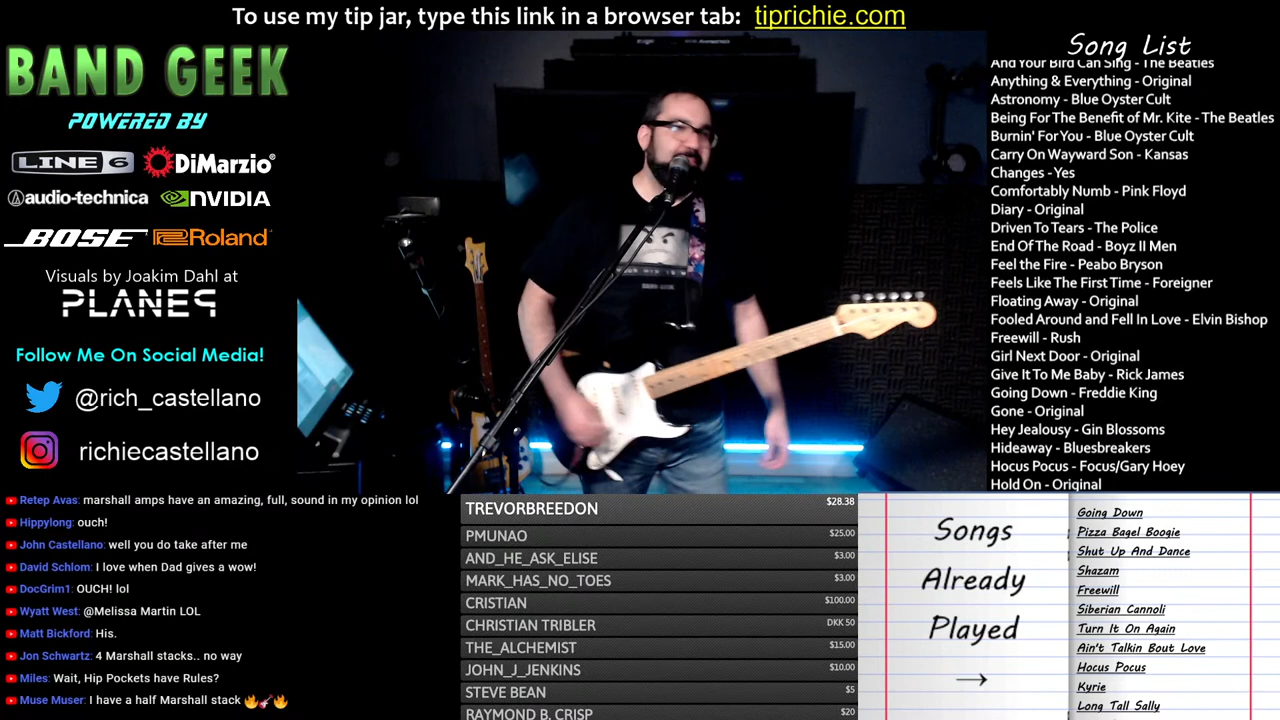 To use my tip jar, type this link in a browser tab: tiprichie.com
BAND GEEK
POWERED BY
LINE 6 DiMarzio®
audio-technica NVIDIA
BOSE Roland
Visuals by Joakim Dahl at
PLANE9
Follow Me On Social Media!
@rich_castellano
richiecastellano
BAND GEEK
Song List
And Your Bird Can Sing - The Beatles
Anything & Everything - Original
Astronomy - Blue Oyster Cult
Being For The Benefit of Mr. Kite - The Beatles
Burnin' For You - Blue Oyster Cult
Carry On Wayward Son - Kansas
Changes - Yes
Comfortably Numb - Pink Floyd
Diary - Original
Driven To Tears - The Police
End Of The Road - Boyz II Men
Feel the Fire - Peabo Bryson
Feels Like The First Time - Foreigner
Floating Away - Original
Fooled Around and Fell In Love - Elvin Bishop
Freewill - Rush
Girl Next Door - Original
Give It To Me Baby - Rick James
Going Down - Freddie King
Gone - Original
Hey Jealousy - Gin Blossoms
Hideaway - Bluesbreakers
Hocus Pocus - Focus/Gary Hoey
Hold On - Original
Retep Avas: marshall amps have an amazing, full, sound in my opinion lol
Hippylong: ouch!
John Castellano: well you do take after me
David Schlom: I love when Dad gives a wow!
DocGrim1: OUCH! lol
Wyatt West: @Melissa Martin LOL
Matt Bickford: His.
Jon Schwartz: 4 Marshall stacks.. no way
Miles: Wait, Hip Pockets have Rules?
Muse Muser: I have a half Marshall stack 🔥🎸🔥
TREVORBREEDON $28.38
PMUNAO $25.00
AND_HE_ASK_ELISE $3.00
MARK_HAS_NO_TOES $3.00
CRISTIAN $100.00
CHRISTIAN TRIBLER DKK 50
THE_ALCHEMIST $15.00
JOHN_J_JENKINS $10.00
STEVE BEAN $5
RAYMOND B. CRISP $20
Songs
Already
Played
→
Going Down
Pizza Bagel Boogie
Shut Up And Dance
Shazam
Freewill
Siberian Cannoli
Turn It On Again
Ain't Talkin Bout Love
Hocus Pocus
Kyrie
Long Tall Sally